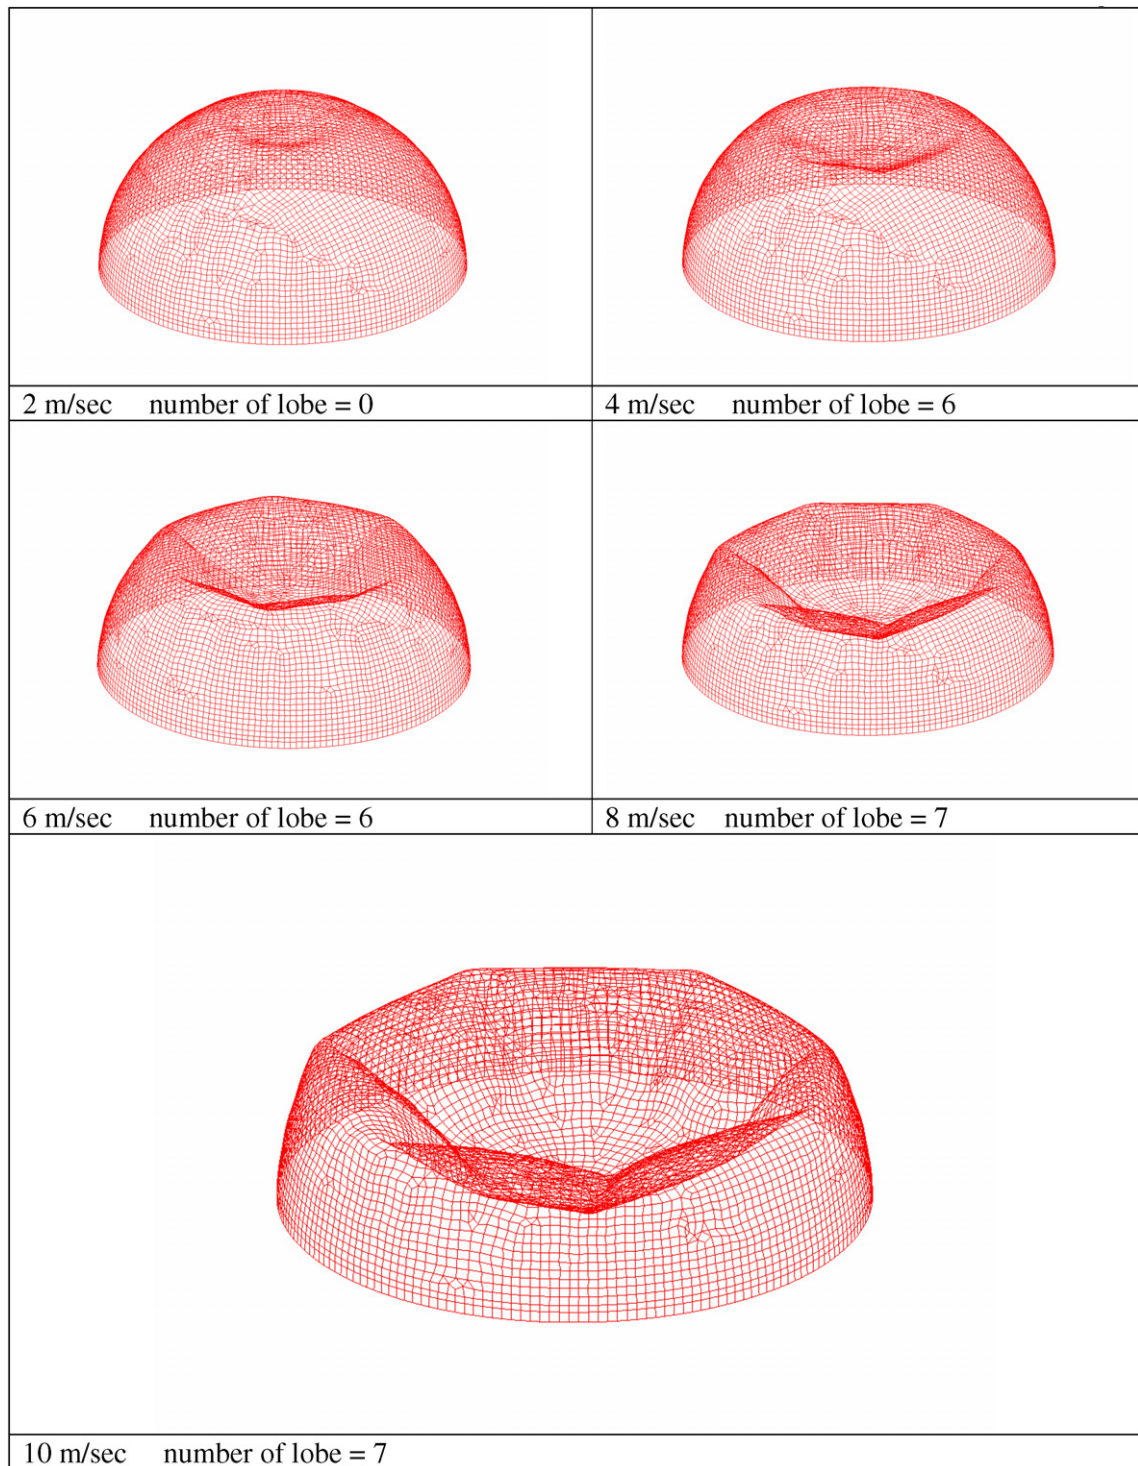 2 m/sec number of lobe = 0
4 m/sec number of lobe = 6
6 m/sec number of lobe = 6
8 m/sec number of lobe = 7
10 m/sec number of lobe = 7